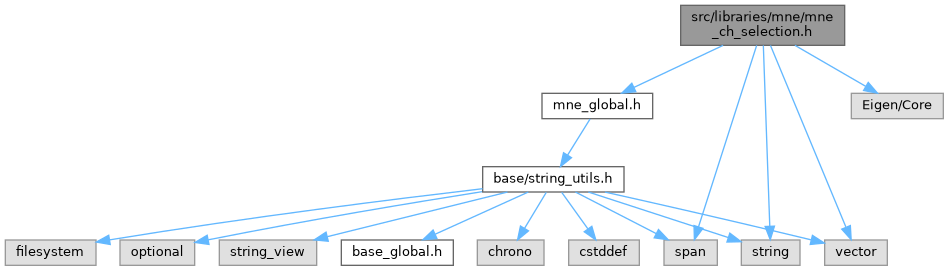 src/libraries/mne/mne
_ch_selection.h
mne_global.h
Eigen/Core
base/string_utils.h
filesystem
optional
string_view
base_global.h
chrono
cstddef
span
string
vector